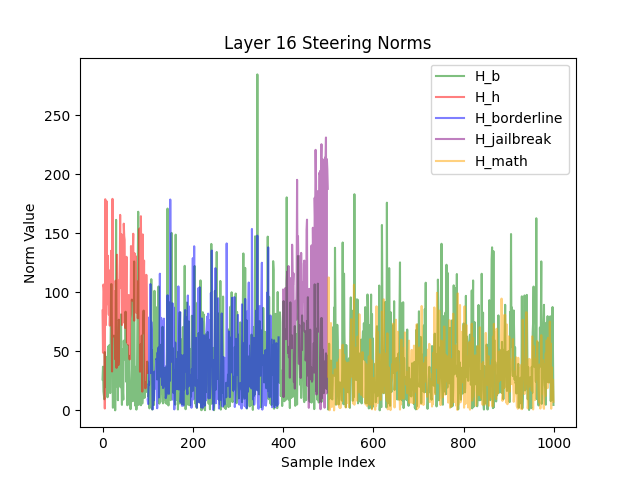 Layer 16 Steering Norms
H_b
H_h
H_borderline
H_jailbreak
H_math
Norm Value
250
200
150
100
50
0
0 200 400 600 800 1000
Sample Index